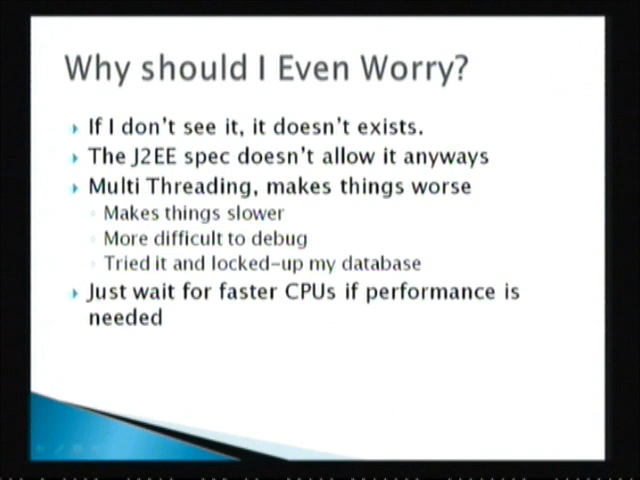 Why should I Even Worry?
If I don't see it, it doesn't exists.
The J2EE spec doesn't allow it anyways
Multi Threading, makes things worse
Makes things slower
More difficult to debug
Tried it and locked-up my database
Just wait for faster CPUs if performance is
needed